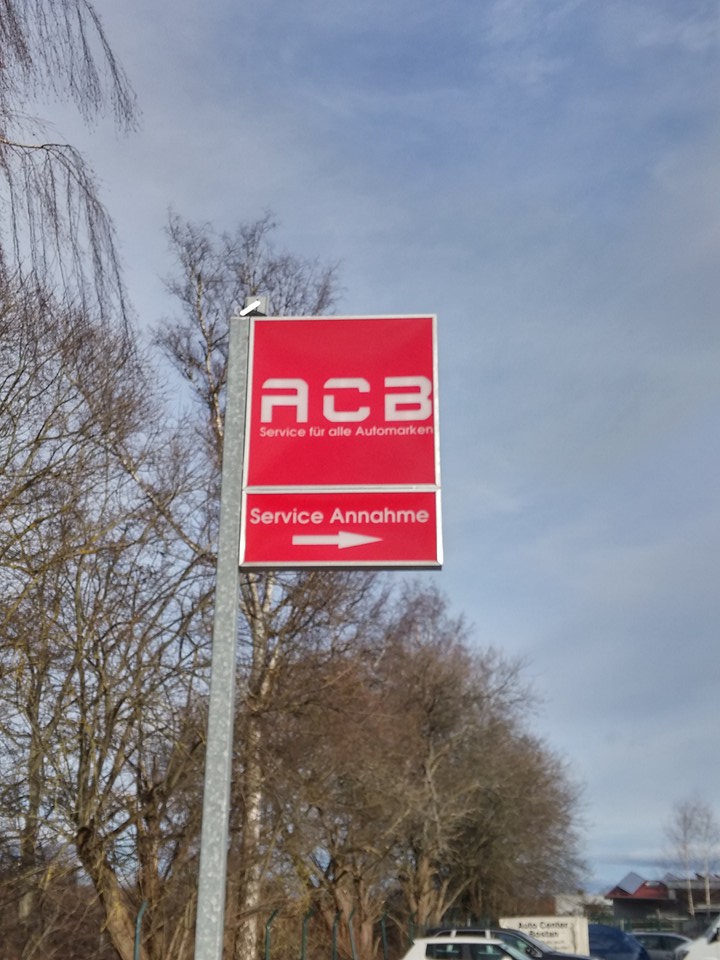 ACB
Service für alle Automarken
Service Annahme
Auto Center